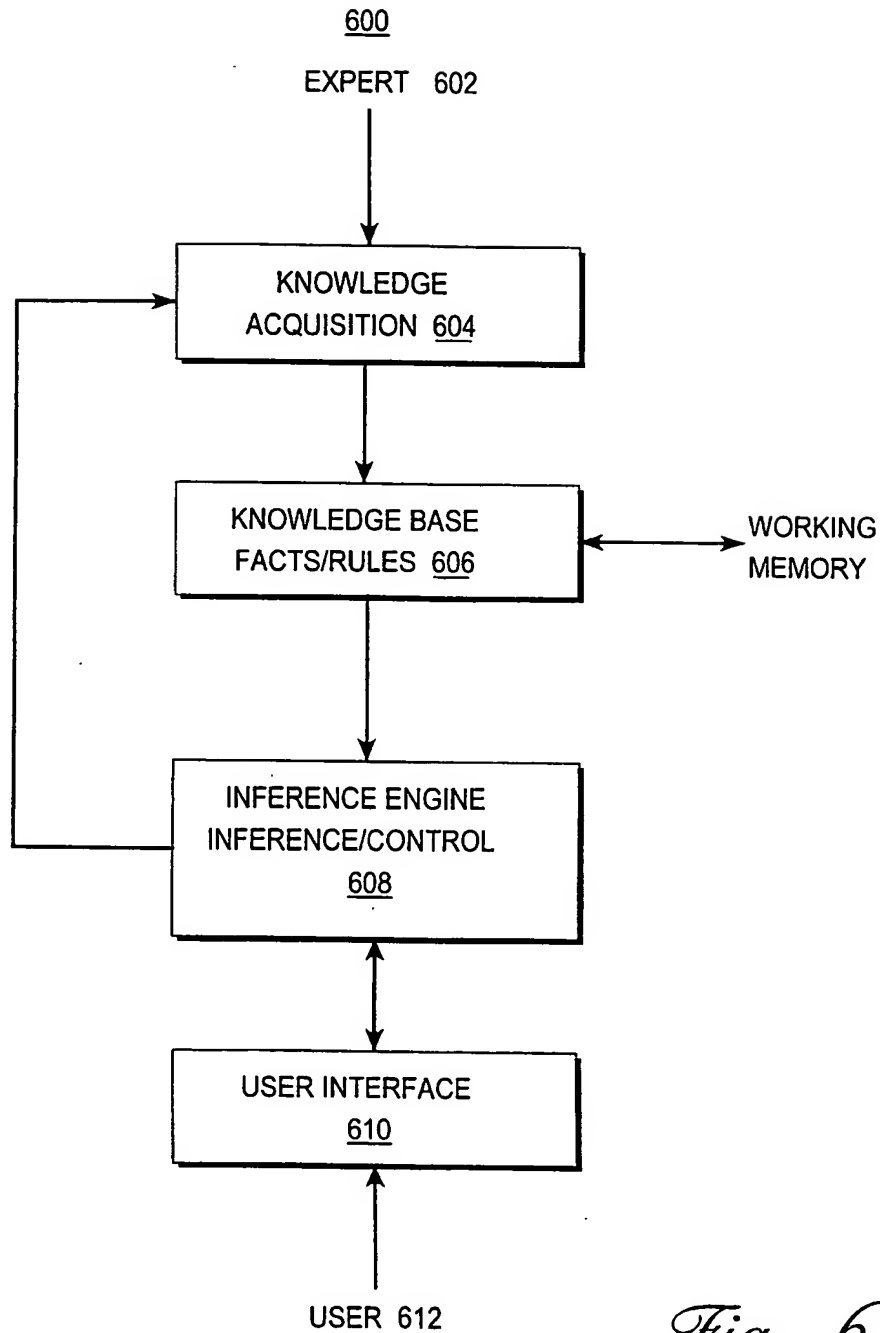 600
EXPERT 602
KNOWLEDGE
ACQUISITION 604
KNOWLEDGE BASE
FACTS/RULES 606
WORKING
MEMORY
INFERENCE ENGINE
INFERENCE/CONTROL
608
USER INTERFACE
610
USER 612
Fig. 6